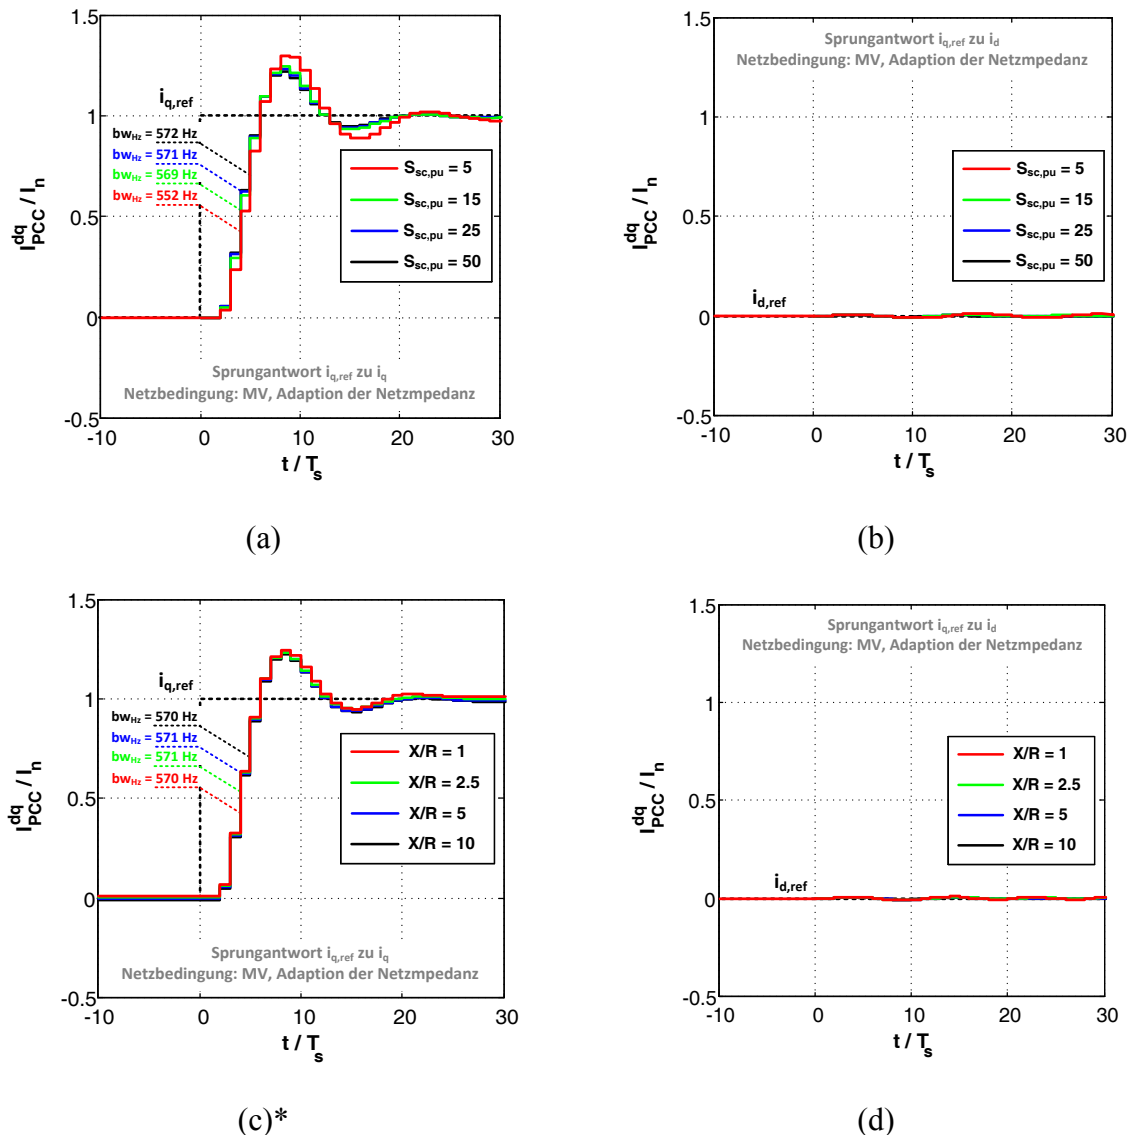 1.5
1
0.5
0
-0.5
-10
0
10
20
30
I_PCC^dq / I_n
t / T_s
i_q,ref
bw_Hz = 572 Hz
bw_Hz = 571 Hz
bw_Hz = 569 Hz
bw_Hz = 552 Hz
S_sc,pu = 5
S_sc,pu = 15
S_sc,pu = 25
S_sc,pu = 50
Sprungantwort i_q,ref zu i_q
Netzbedingung: MV, Adaption der Netzmpedanz
(a)
1.5
1
0.5
0
-0.5
-10
0
10
20
30
I_PCC^dq / I_n
t / T_s
Sprungantwort i_q,ref zu i_d
Netzbedingung: MV, Adaption der Netzmpedanz
S_sc,pu = 5
S_sc,pu = 15
S_sc,pu = 25
S_sc,pu = 50
i_d,ref
(b)
1.5
1
0.5
0
-0.5
-10
0
10
20
30
I_PCC^dq / I_n
t / T_s
i_q,ref
bw_Hz = 570 Hz
bw_Hz = 571 Hz
bw_Hz = 571 Hz
bw_Hz = 570 Hz
X/R = 1
X/R = 2.5
X/R = 5
X/R = 10
Sprungantwort i_q,ref zu i_q
Netzbedingung: MV, Adaption der Netzmpedanz
(c)*
1.5
1
0.5
0
-0.5
-10
0
10
20
30
I_PCC^dq / I_n
t / T_s
Sprungantwort i_q,ref zu i_d
Netzbedingung: MV, Adaption der Netzmpedanz
X/R = 1
X/R = 2.5
X/R = 5
X/R = 10
i_d,ref
(d)